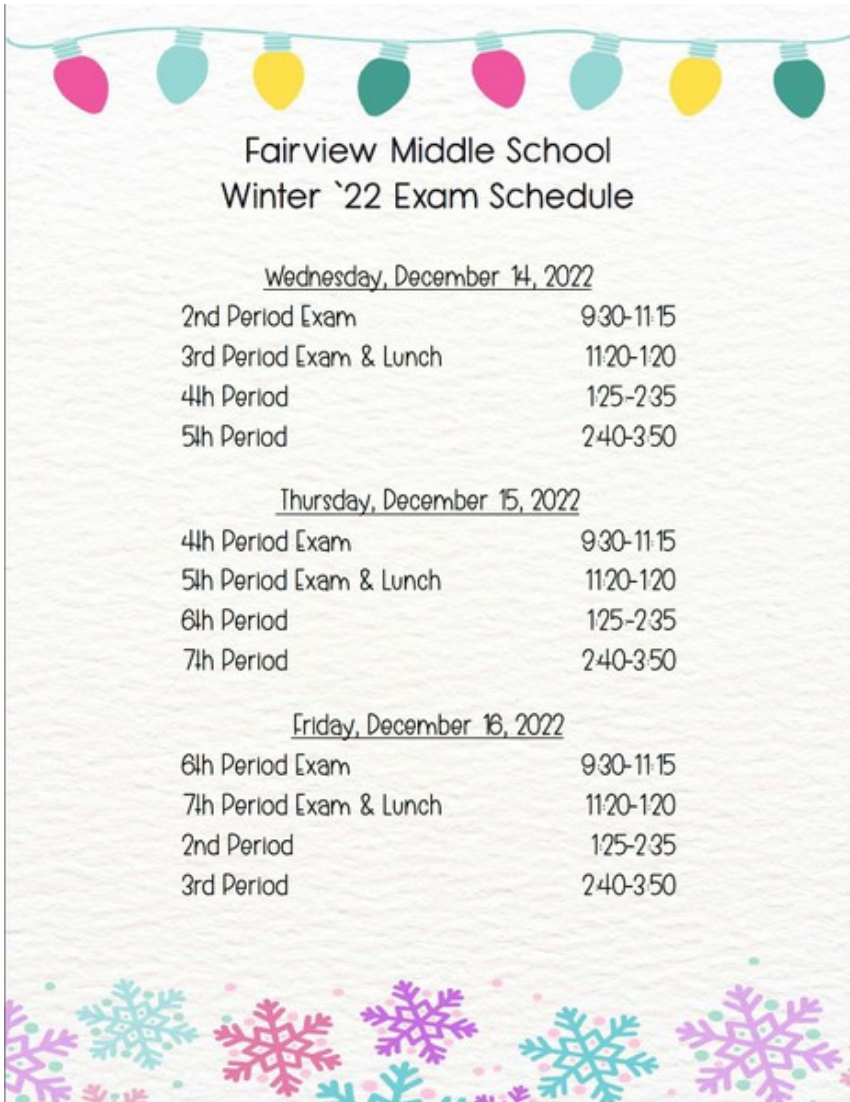 Fairview Middle School
Winter `22 Exam Schedule
Wednesday, December 14, 2022
2nd Period Exam 9:30-11:15
3rd Period Exam & Lunch 11:20-1:20
4th Period 1:25-2:35
5th Period 2:40-3:50
Thursday, December 15, 2022
4th Period Exam 9:30-11:15
5th Period Exam & Lunch 11:20-1:20
6th Period 1:25-2:35
7th Period 2:40-3:50
Friday, December 16, 2022
6th Period Exam 9:30-11:15
7th Period Exam & Lunch 11:20-1:20
2nd Period 1:25-2:35
3rd Period 2:40-3:50